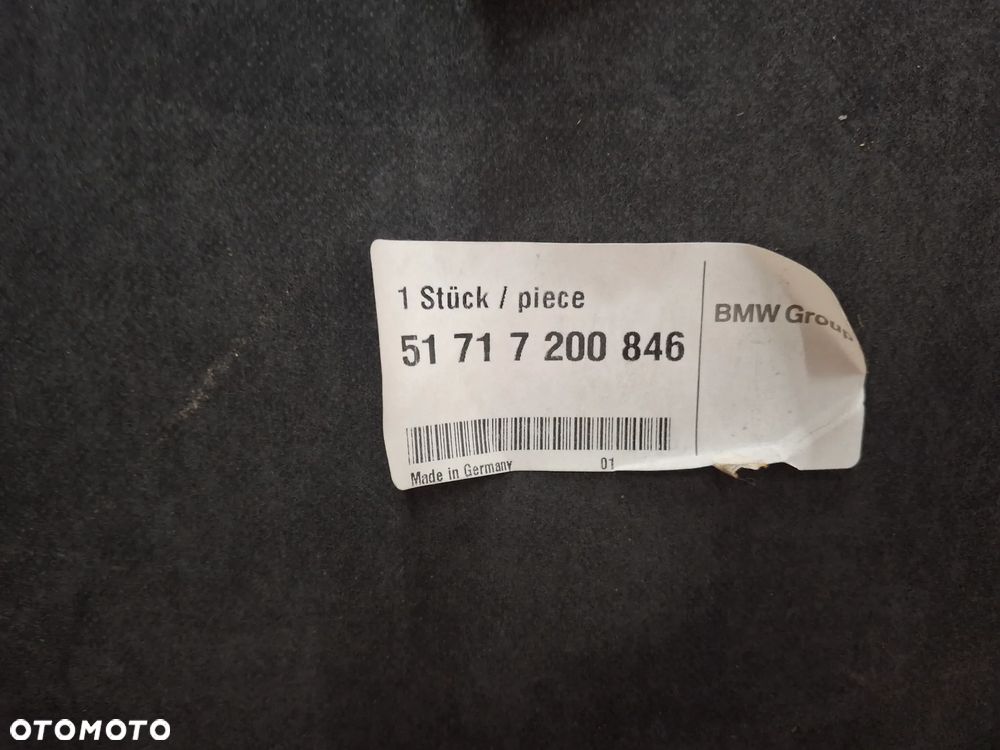 1 Stück / piece
51 71 7 200 846
BMW Group
Made in Germany
01
OTOMOTO